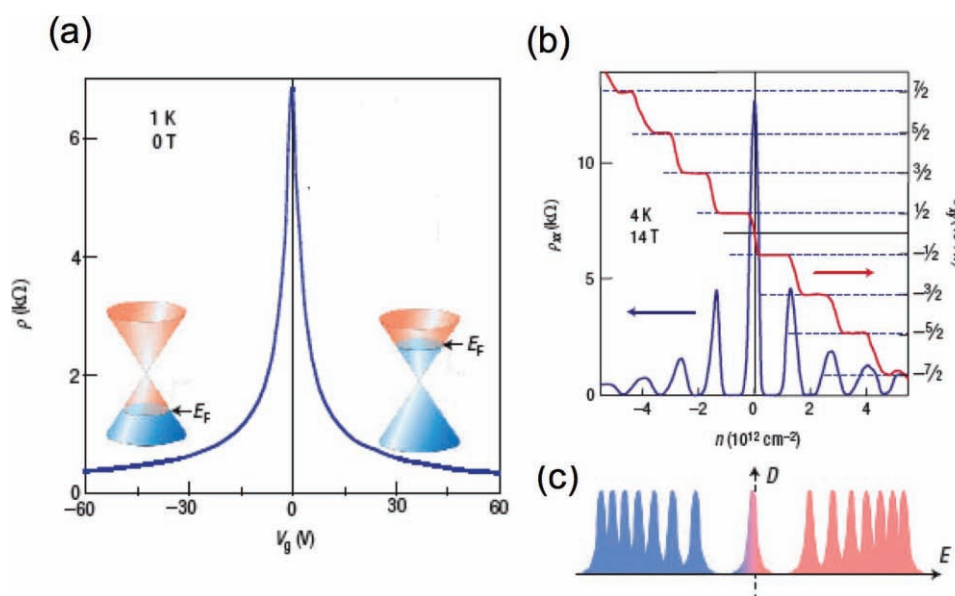 (a)
1 K
0 T
6
4
2
0
ρ (kΩ)
E_F
E_F
−60
−30
0
30
60
V_g (V)
(b)
10
5
0
ρ_xx (kΩ)
4 K
14 T
7/2
5/2
3/2
1/2
−1/2
−3/2
−5/2
−7/2
−4
−2
0
2
4
n (10¹² cm−2)
(c)
D
E